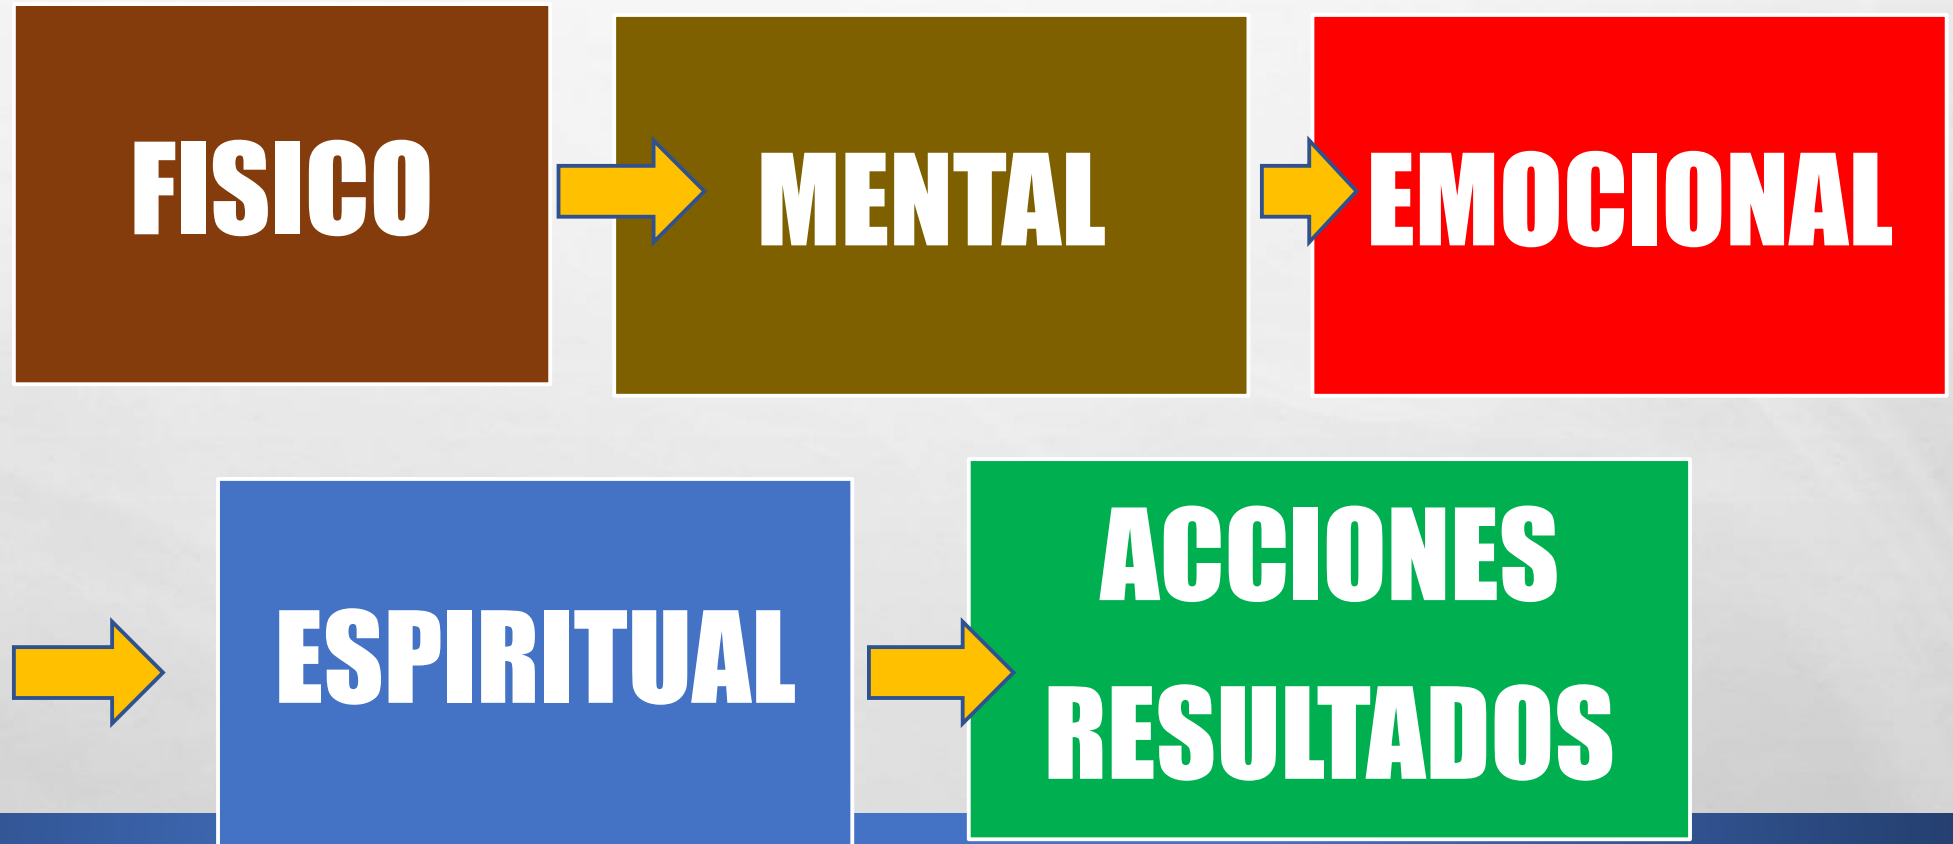 FISICO
MENTAL
EMOCIONAL
ESPIRITUAL
ACCIONES
RESULTADOS